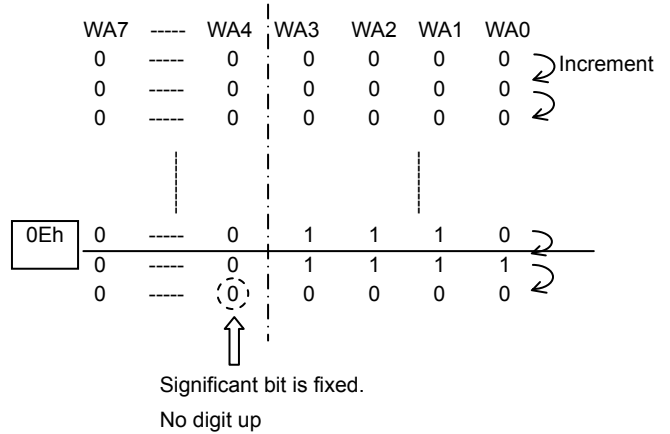 WA7 ----- WA4 WA3 WA2 WA1 WA0
0 ----- 0 0 0 0 0 Increment
0 ----- 0 0 0 0 0
0 ----- 0 0 0 0 0
0Eh 0 ----- 0 1 1 1 0
0 ----- 0 1 1 1 1
0 ----- 0 0 0 0 0
Significant bit is fixed.
No digit up